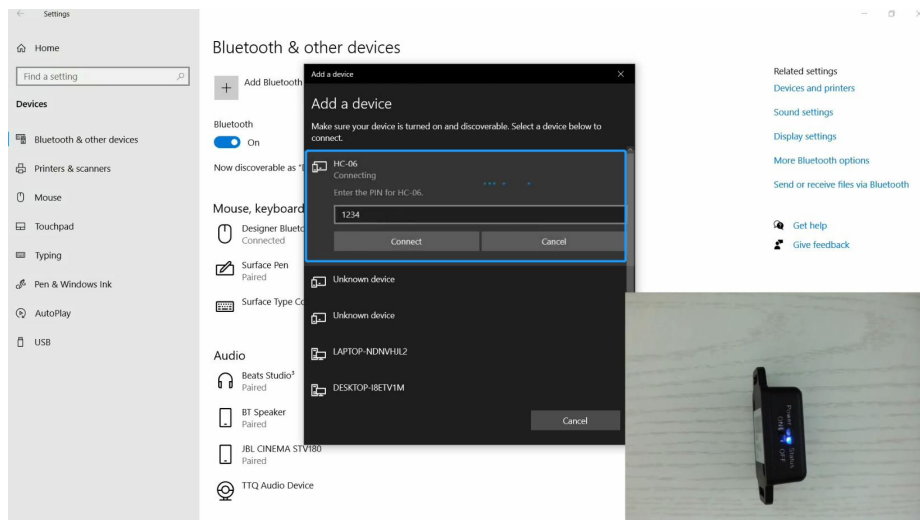 Settings
Home
Find a setting
Devices
Bluetooth & other devices
Printers & scanners
Mouse
Touchpad
Typing
Pen & Windows Ink
AutoPlay
USB
Bluetooth & other devices
Add Bluetooth
Bluetooth
On
Now discoverable as
Mouse, keyboard
Designer Blueto
Connected
Surface Pen
Paired
Surface Type Co
Audio
Beats Studio³
Paired
BT Speaker
Paired
JBL CINEMA STV180
Paired
TTQ Audio Device
Add a device
Add a device
Make sure your device is turned on and discoverable. Select a device below to
connect.
HC-06
Connecting
Enter the PIN for HC-06.
1234
Connect
Cancel
Unknown device
Unknown device
LAPTOP-NDNVHJL2
DESKTOP-I8ETV1M
Cancel
Related settings
Devices and printers
Sound settings
Display settings
More Bluetooth options
Send or receive files via Bluetooth
Get help
Give feedback
Power Status
ON OFF